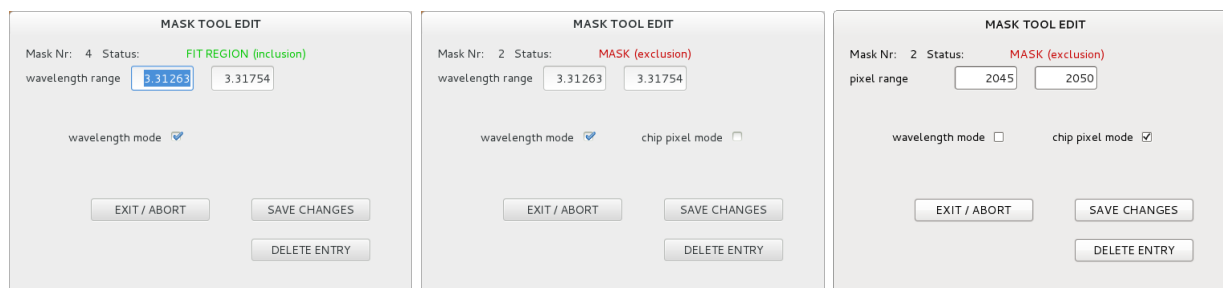 MASK TOOL EDIT
Mask Nr: 4 Status: FIT REGION (inclusion)
wavelength range 3.31263 3.31754
wavelength mode
EXIT / ABORT SAVE CHANGES
DELETE ENTRY
MASK TOOL EDIT
Mask Nr: 2 Status: MASK (exclusion)
wavelength range 3.31263 3.31754
wavelength mode chip pixel mode
EXIT / ABORT SAVE CHANGES
DELETE ENTRY
MASK TOOL EDIT
Mask Nr: 2 Status: MASK (exclusion)
pixel range 2045 2050
wavelength mode chip pixel mode
EXIT / ABORT SAVE CHANGES
DELETE ENTRY